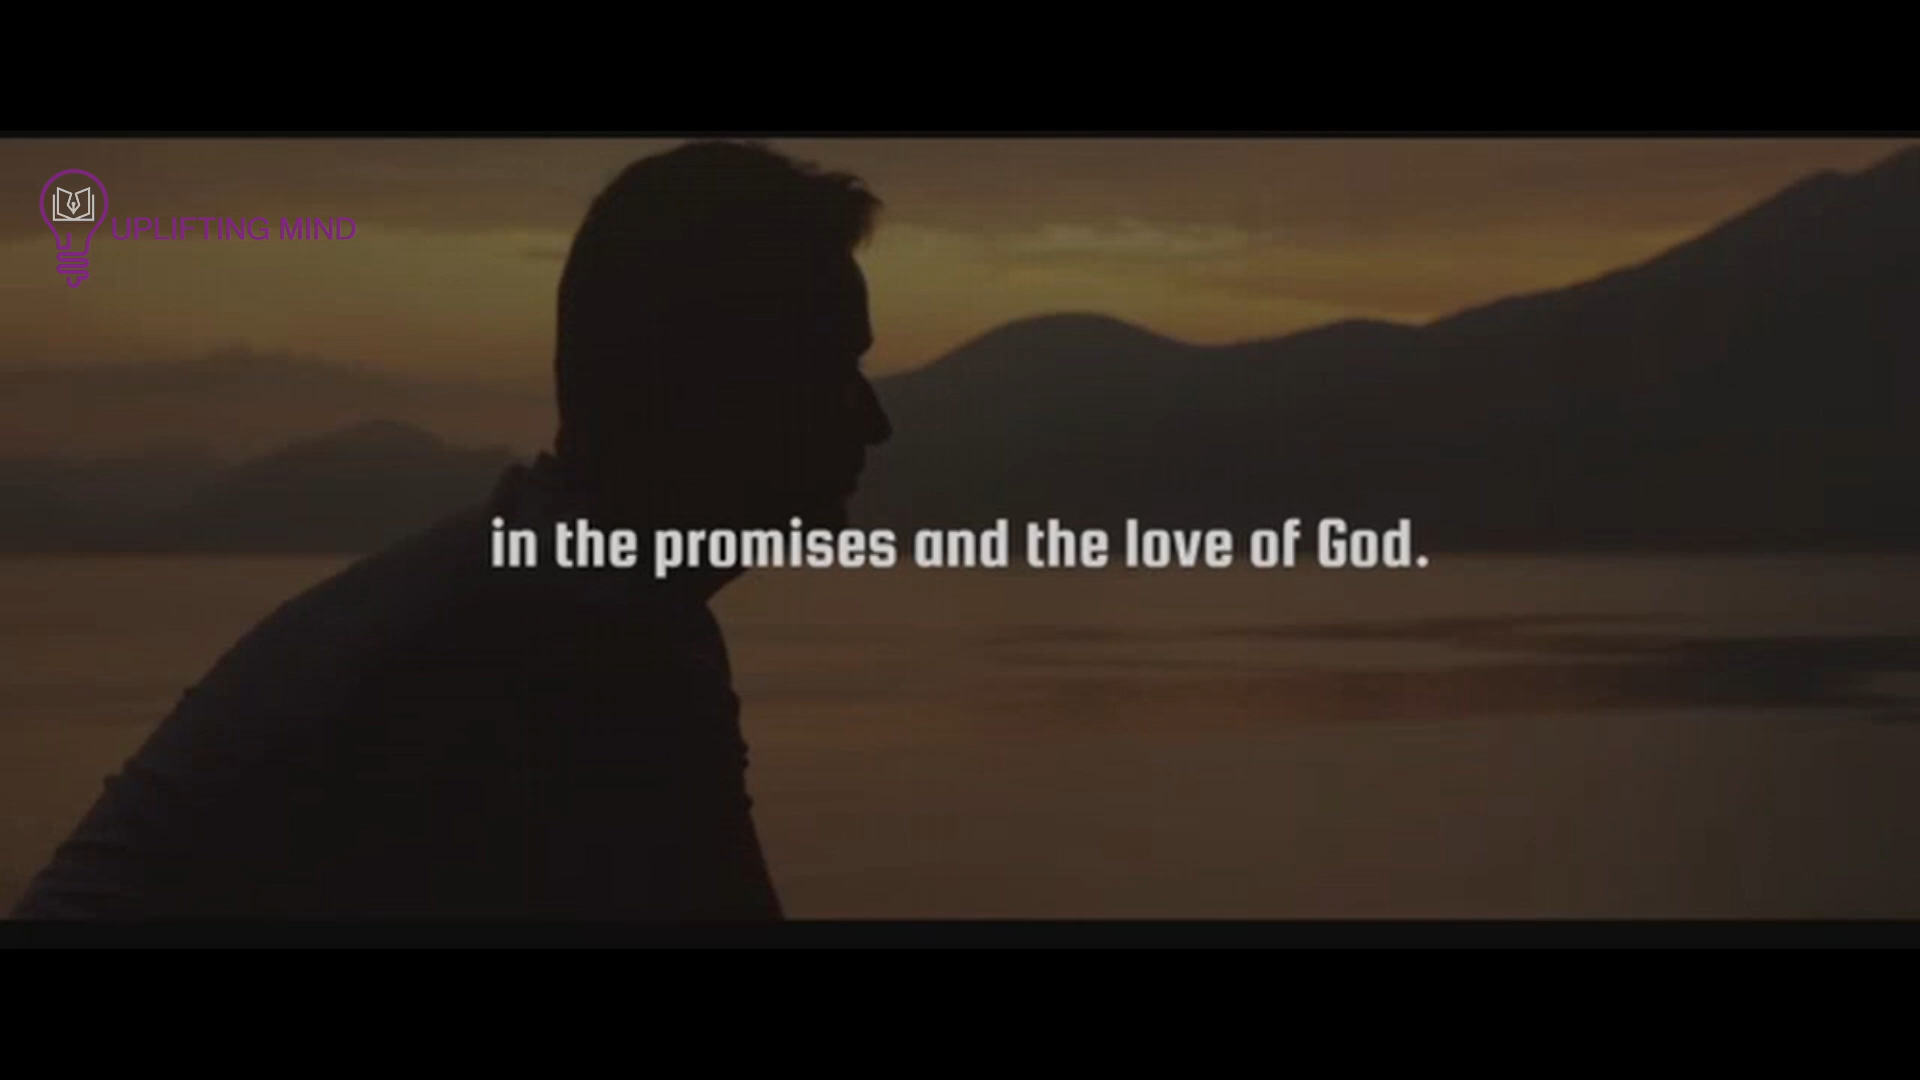 UPLIFTING MIND
in the promises and the love of God.